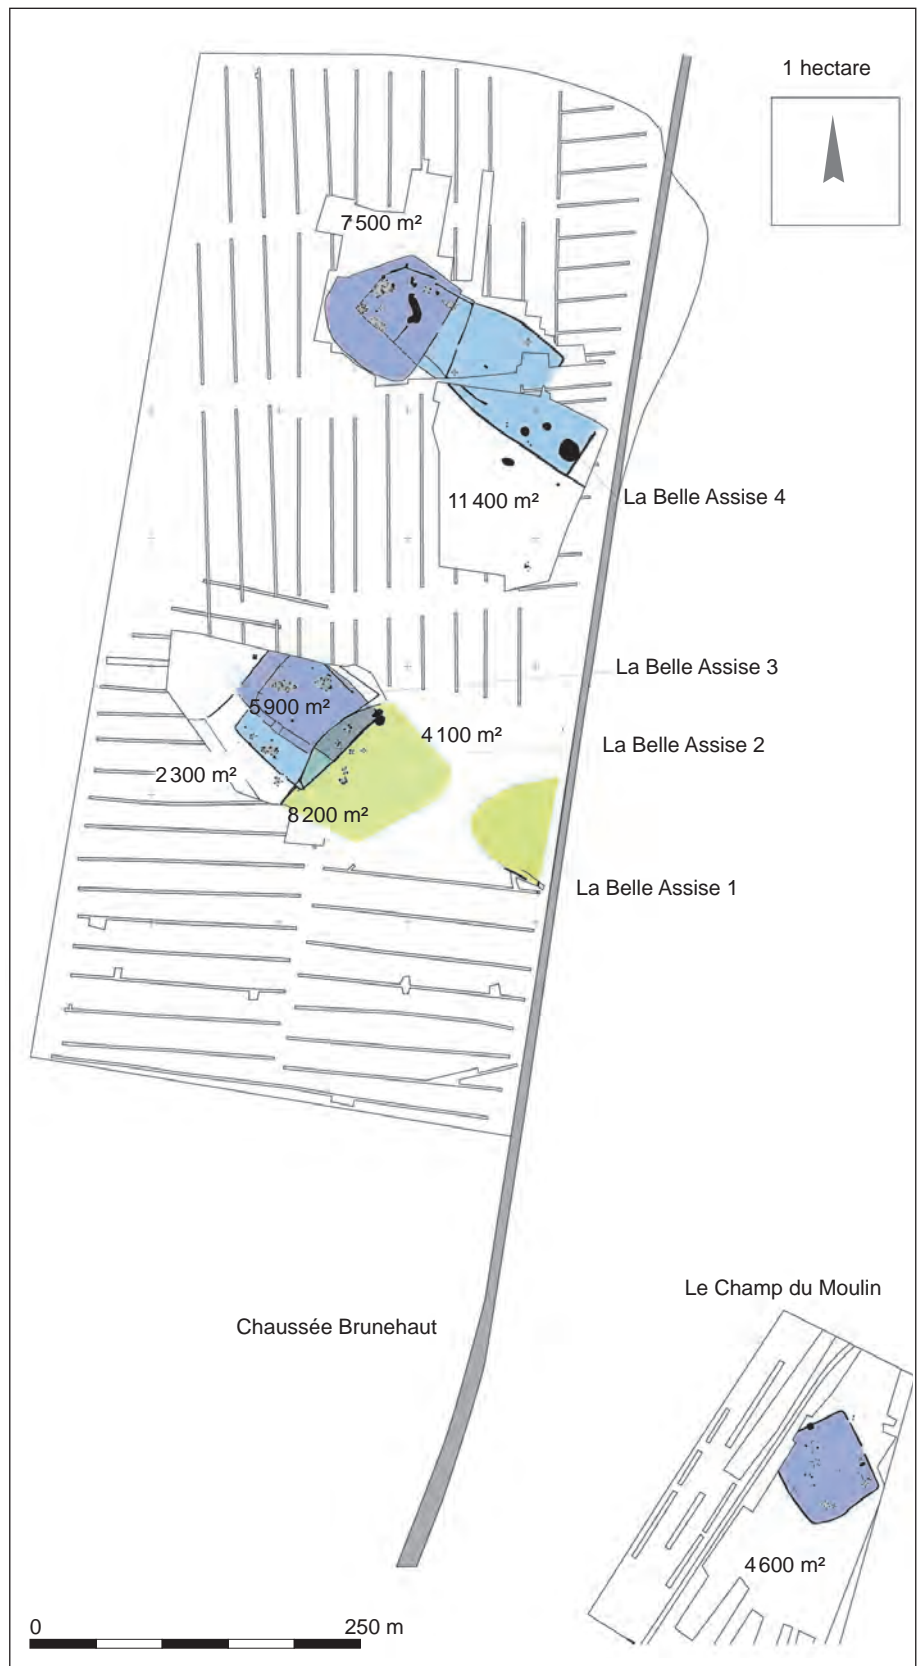 1 hectare
7 500 m²
11 400 m²
La Belle Assise 4
La Belle Assise 3
5 900 m²
4 100 m²
La Belle Assise 2
2 300 m²
8 200 m²
La Belle Assise 1
Le Champ du Moulin
Chaussée Brunehaut
4 600 m²
0 250 m